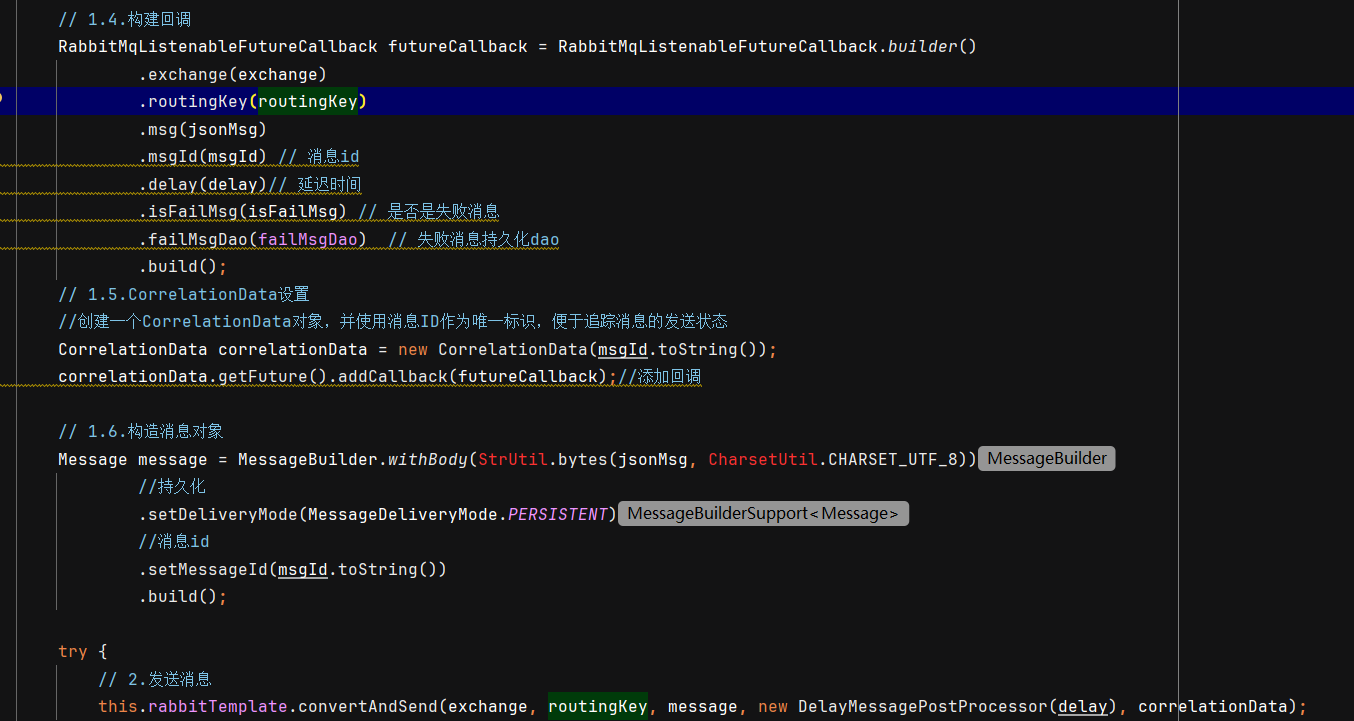 // 1.4.构建回调
RabbitMqListenableFutureCallback futureCallback = RabbitMqListenableFutureCallback.builder()
.exchange(exchange)
.routingKey(routingKey)
.msg(jsonMsg)
.msgId(msgId) // 消息id
.delay(delay)// 延迟时间
.isFailMsg(isFailMsg) // 是否是失败消息
.failMsgDao(failMsgDao)  // 失败消息持久化dao
.build();
// 1.5.CorrelationData设置
//创建一个CorrelationData对象，并使用消息ID作为唯一标识，便于追踪消息的发送状态
CorrelationData correlationData = new CorrelationData(msgId.toString());
correlationData.getFuture().addCallback(futureCallback);//添加回调
// 1.6.构造消息对象
Message message = MessageBuilder.withBody(StrUtil.bytes(jsonMsg, CharsetUtil.CHARSET_UTF_8)) MessageBuilder
//持久化
.setDeliveryMode(MessageDeliveryMode.PERSISTENT) MessageBuilderSupport<Message>
//消息id
.setMessageId(msgId.toString())
.build();
try {
// 2.发送消息
this.rabbitTemplate.convertAndSend(exchange, routingKey, message, new DelayMessagePostProcessor(delay), correlationData);